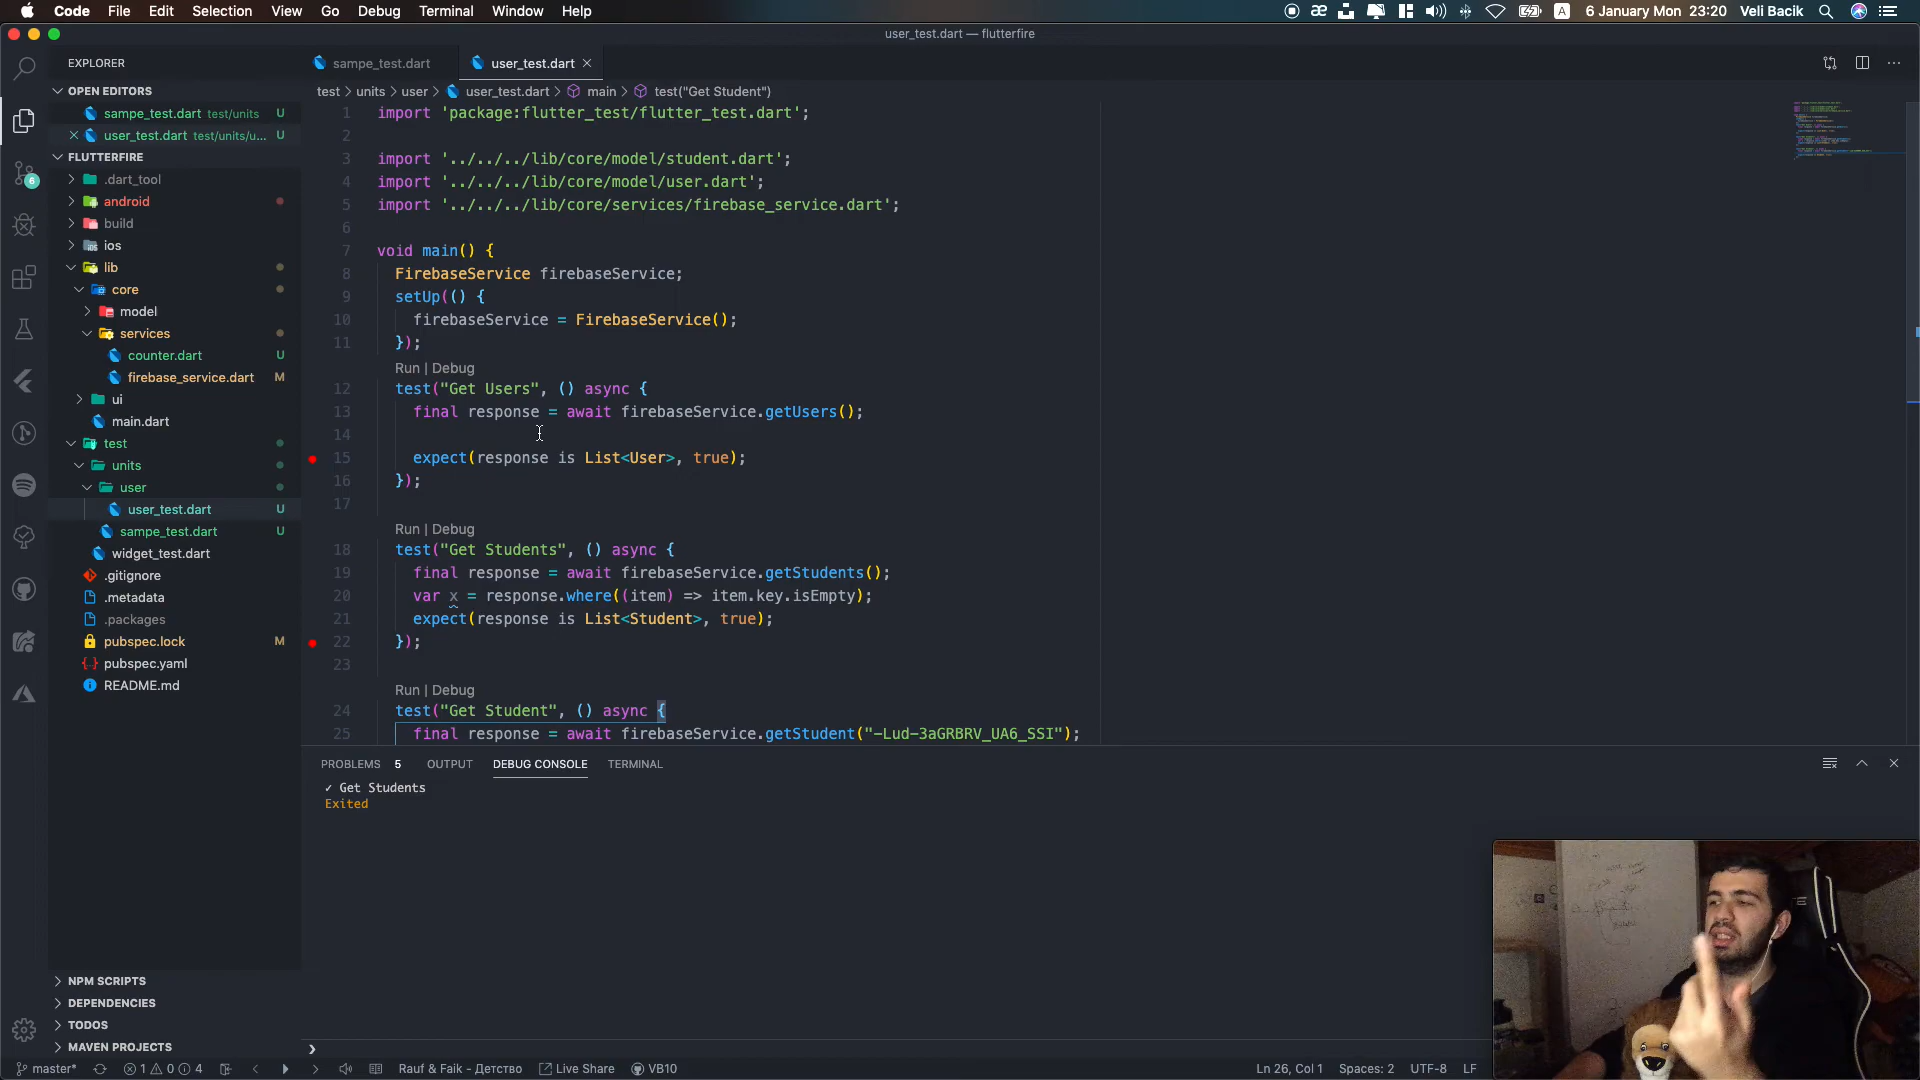 Code File Edit Selection View Go Debug Terminal Window Help
A 6 January Mon 23:20 Veli Bacik
user_test.dart — flutterfire
EXPLORER
OPEN EDITORS
sampe_test.dart test/units U
user_test.dart test/units/u... U
FLUTTERFIRE
.dart_tool
android
build
ios
lib
core
model
services
counter.dart U
firebase_service.dart M
ui
main.dart
test
units
user
user_test.dart U
sampe_test.dart U
widget_test.dart
.gitignore
.metadata
.packages
pubspec.lock M
pubspec.yaml
README.md
NPM SCRIPTS
DEPENDENCIES
TODOS
MAVEN PROJECTS
6
sampe_test.dart user_test.dart
test > units > user > user_test.dart > main > test("Get Student")
1 import 'package:flutter_test/flutter_test.dart';
2
3 import '../../../lib/core/model/student.dart';
4 import '../../../lib/core/model/user.dart';
5 import '../../../lib/core/services/firebase_service.dart';
6
7 void main() {
8 FirebaseService firebaseService;
9 setUp(() {
10 firebaseService = FirebaseService();
11 });
Run | Debug
12 test("Get Users", () async {
13 final response = await firebaseService.getUsers();
14
15 expect(response is List<User>, true);
16 });
17
Run | Debug
18 test("Get Students", () async {
19 final response = await firebaseService.getStudents();
20 var x = response.where((item) => item.key.isEmpty);
21 expect(response is List<Student>, true);
22 });
23
Run | Debug
24 test("Get Student", () async {
25 final response = await firebaseService.getStudent("-Lud-3aGRBRV_UA6_SSI");
PROBLEMS 5 OUTPUT DEBUG CONSOLE TERMINAL
✓ Get Students
Exited
master* 1 0 4 Rauf & Faik - Детство Live Share VB10 Ln 26, Col 1 Spaces: 2 UTF-8 LF